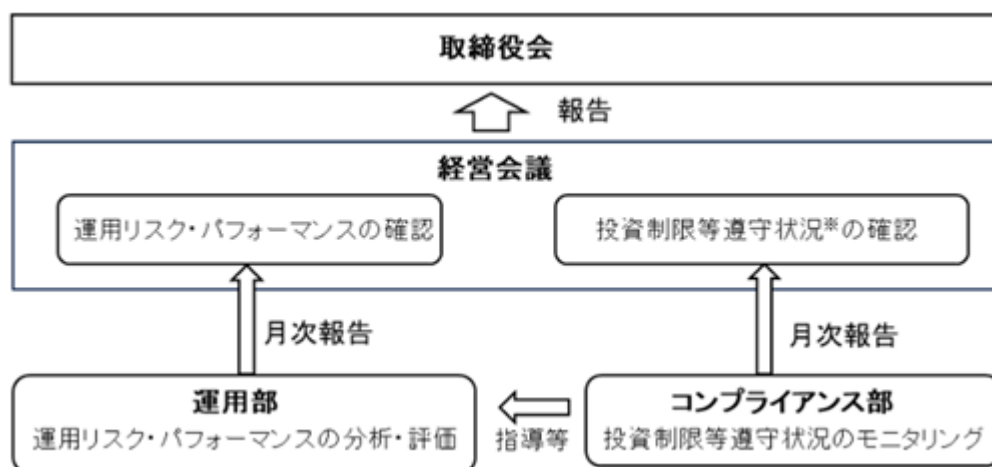 取締役会
報告
経営会議
運用リスク・パフォーマンスの確認
投資制限等遵守状況※の確認
月次報告
月次報告
運用部
運用リスク・パフォーマンスの分析・評価
指導等
コンプライアンス部
投資制限等遵守状況のモニタリング